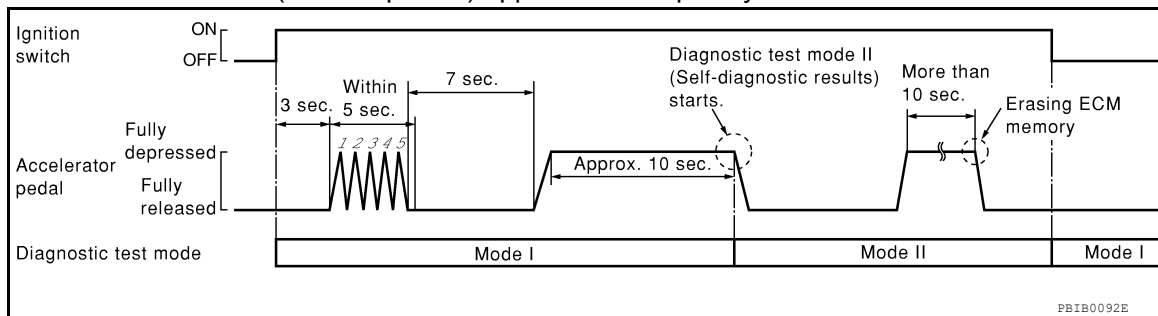 Ignition
switch
ON
OFF
3 sec.
Within
5 sec.
7 sec.
Diagnostic test mode II
(Self-diagnostic results)
starts.
More than
10 sec.
Erasing ECM
memory
Accelerator
pedal
Fully
depressed
Fully
released
1 2 3 4 5
Approx. 10 sec.
Diagnostic test mode
Mode I
Mode II
Mode I
PBIB0092E